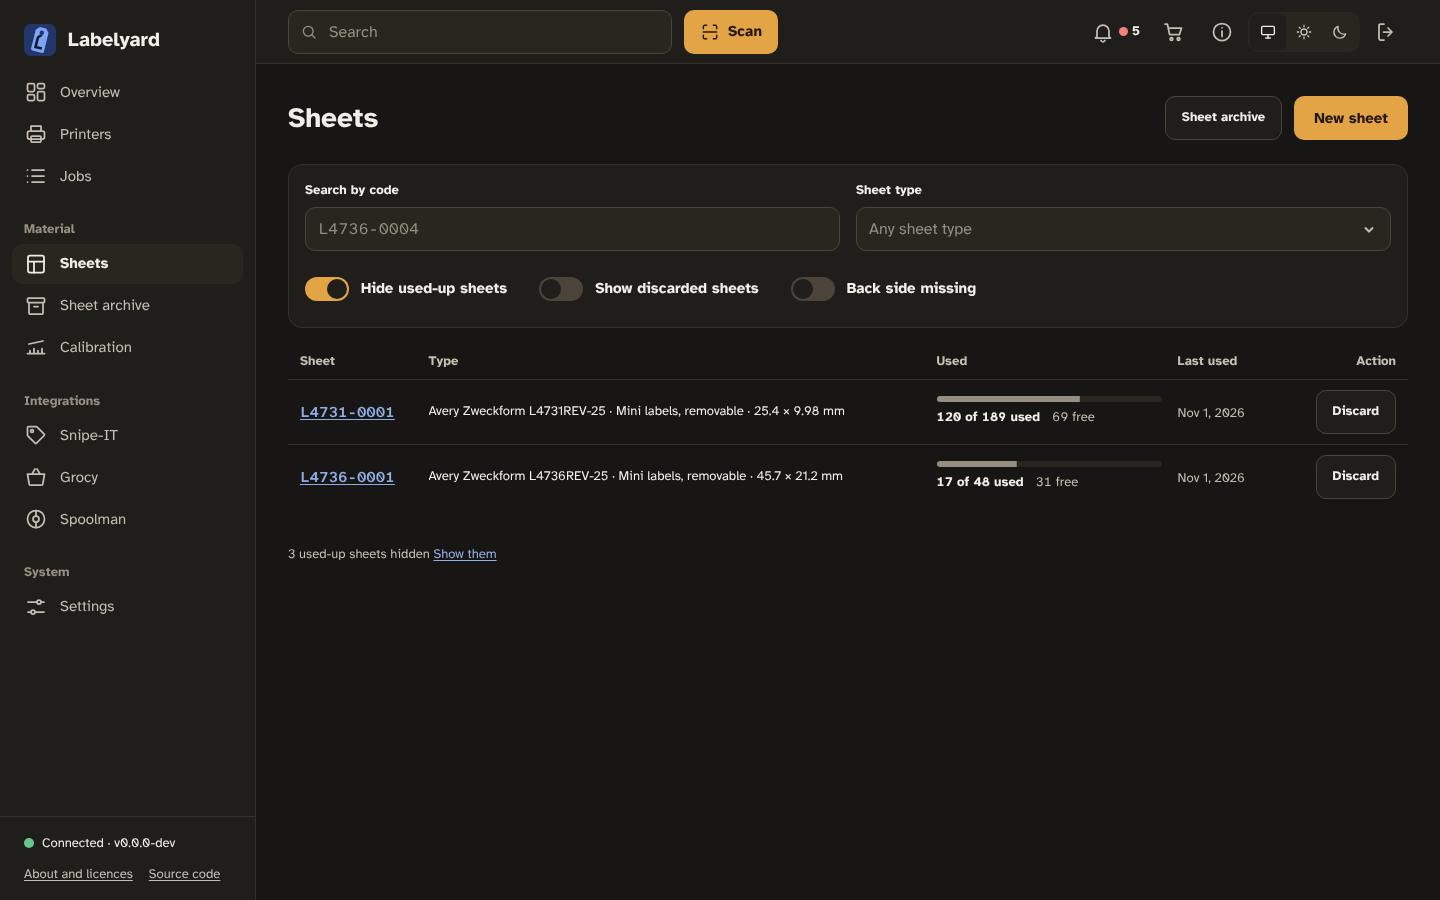 Labelyard
Search
Scan
5
Overview
Printers
Jobs
Material
Sheets
Sheet archive
Calibration
Integrations
Snipe-IT
Grocy
Spoolman
System
Settings
Connected · v0.0.0-dev
About and licences Source code
Sheets
Sheet archive
New sheet
Search by code Sheet type
L4736-0004 Any sheet type
Hide used-up sheets Show discarded sheets Back side missing
Sheet Type Used Last used Action
L4731-0001 Avery Zweckform L4731REV-25 · Mini labels, removable · 25.4 × 9.98 mm 120 of 189 used 69 free Nov 1, 2026 Discard
L4736-0001 Avery Zweckform L4736REV-25 · Mini labels, removable · 45.7 × 21.2 mm 17 of 48 used 31 free Nov 1, 2026 Discard
3 used-up sheets hidden Show them